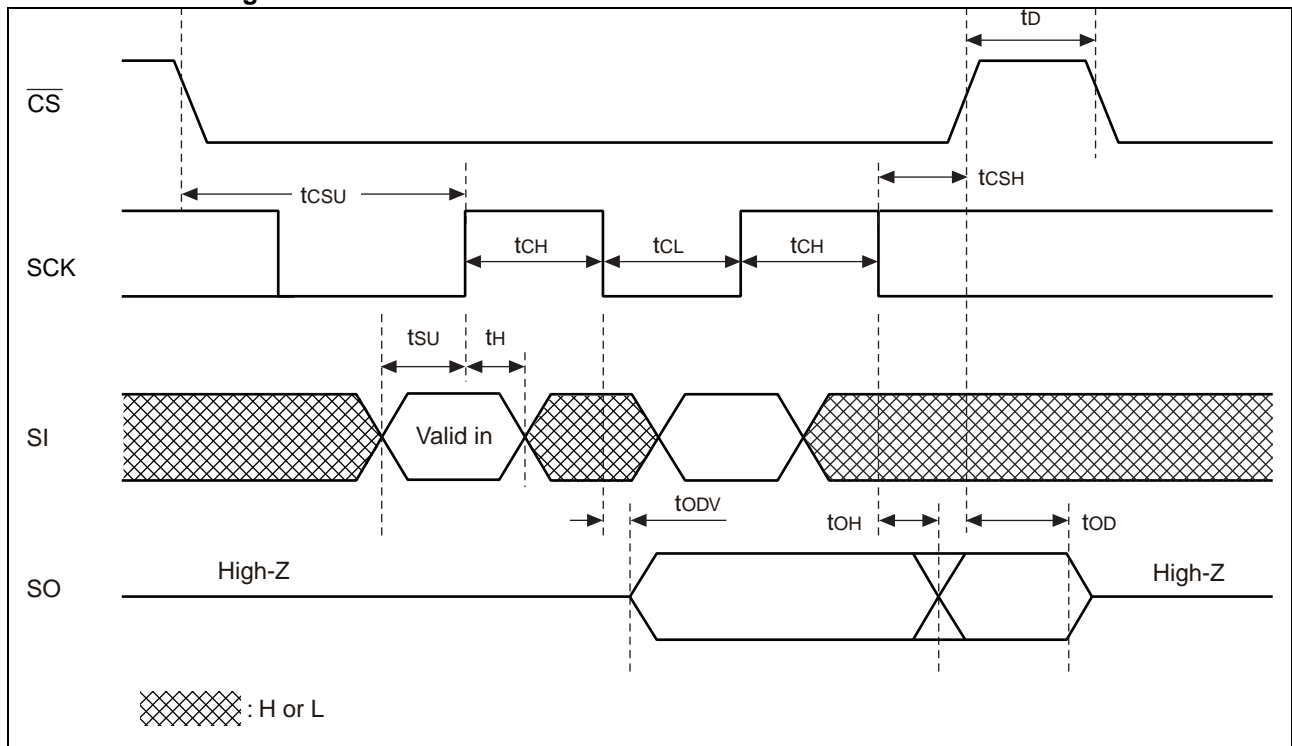 tD
CS
tCSU
tCSH
SCK
tCH
tCL
tCH
tSU
tH
SI
Valid in
tODV
tOH
tOD
SO
High-Z
High-Z
: H or L